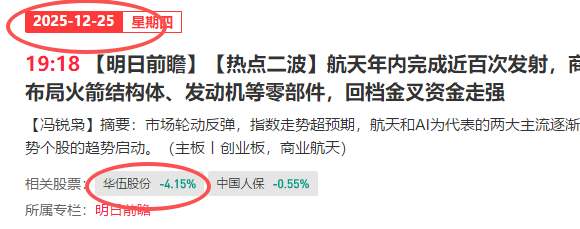 2025-12-25 星期四
19:18 【明日前瞻】【热点二波】航天年内完成近百次发射，商
布局火箭结构体、发动机等零部件，回档金叉资金走强
【冯锐枭】摘要：市场轮动反弹，指数走势超预期，航天和AI为代表的两大主流逐渐
势个股的趋势启动。（主板丨创业板，商业航天）
相关股票： 华伍股份 -4.15% 中国人保 -0.55%
所属专栏：明日前瞻